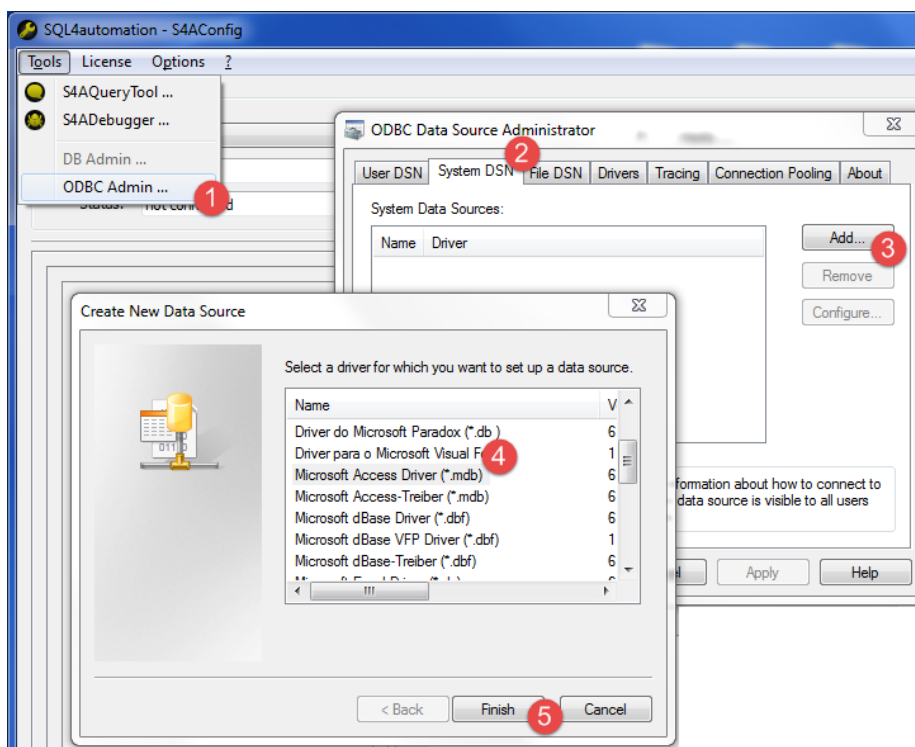 SQL4automation - S4AConfig
Tools License Options ?
S4AQueryTool ...
S4ADebugger ...
DB Admin ...
ODBC Admin ...
1
Status: not connected
ODBC Data Source Administrator
2
User DSN System DSN File DSN Drivers Tracing Connection Pooling About
System Data Sources:
Name Driver
Add...
3
Remove
Configure...
formation about how to connect to
data source is visible to all users
Apply Help
Create New Data Source
Select a driver for which you want to set up a data source.
Name V
Driver do Microsoft Paradox (*.db ) 6
Driver para o Microsoft Visual 1
4
Microsoft Access Driver (*.mdb) 6
Microsoft Access-Treiber (*.mdb) 6
Microsoft dBase Driver (*.dbf) 6
Microsoft dBase VFP Driver (*.dbf) 1
Microsoft dBase-Treiber (*.dbf) 6
< Back Finish Cancel
5